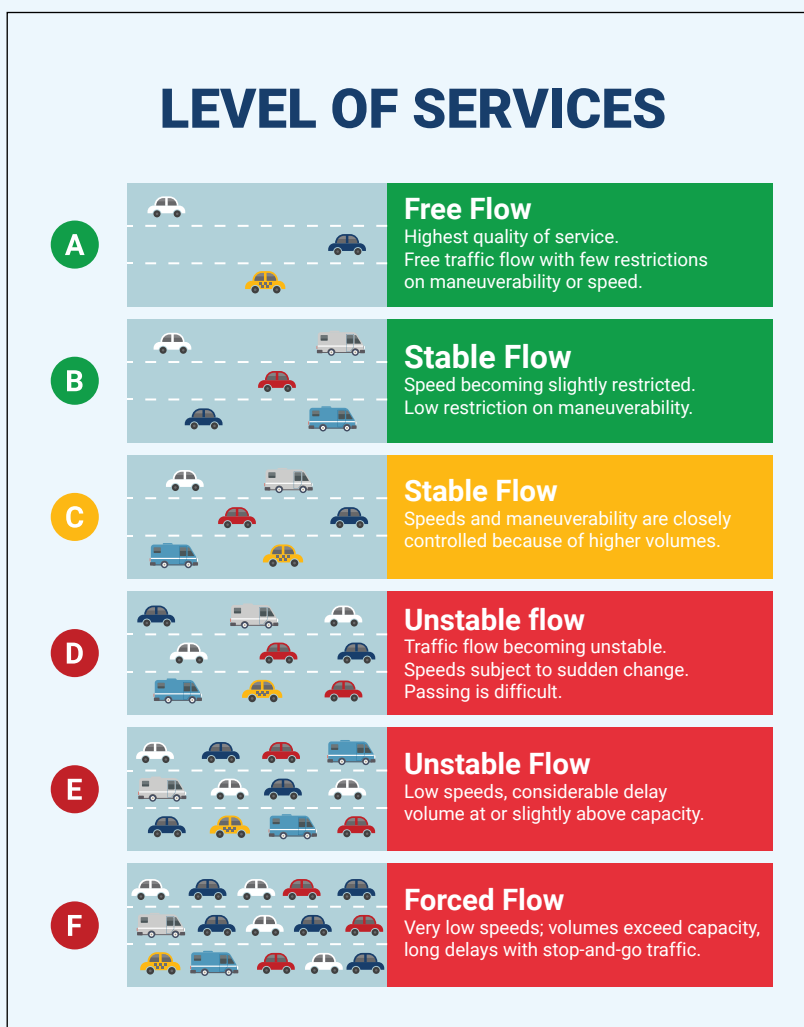 LEVEL OF SERVICES
A
Free Flow
Highest quality of service.
Free traffic flow with few restrictions
on maneuverability or speed.
B
Stable Flow
Speed becoming slightly restricted.
Low restriction on maneuverability.
C
Stable Flow
Speeds and maneuverability are closely
controlled because of higher volumes.
D
Unstable flow
Traffic flow becoming unstable.
Speeds subject to sudden change.
Passing is difficult.
E
Unstable Flow
Low speeds, considerable delay
volume at or slightly above capacity.
F
Forced Flow
Very low speeds; volumes exceed capacity,
long delays with stop-and-go traffic.